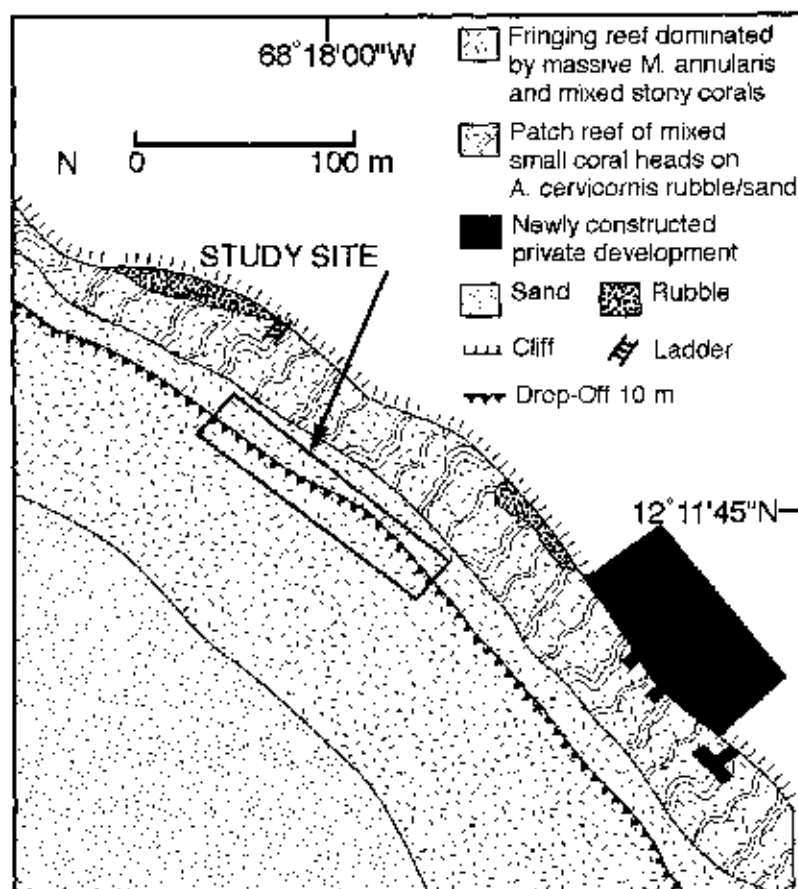 68°18'00"W
N 0 100 m
STUDY SITE
12°11'45"N
Fringing reef dominated
by massive M. annularis
and mixed stony corals
Patch reef of mixed
small coral heads on
A. cervicornis rubble/sand
Newly constructed
private development
Sand Rubble
Cliff Ladder
Drop-Off 10 m